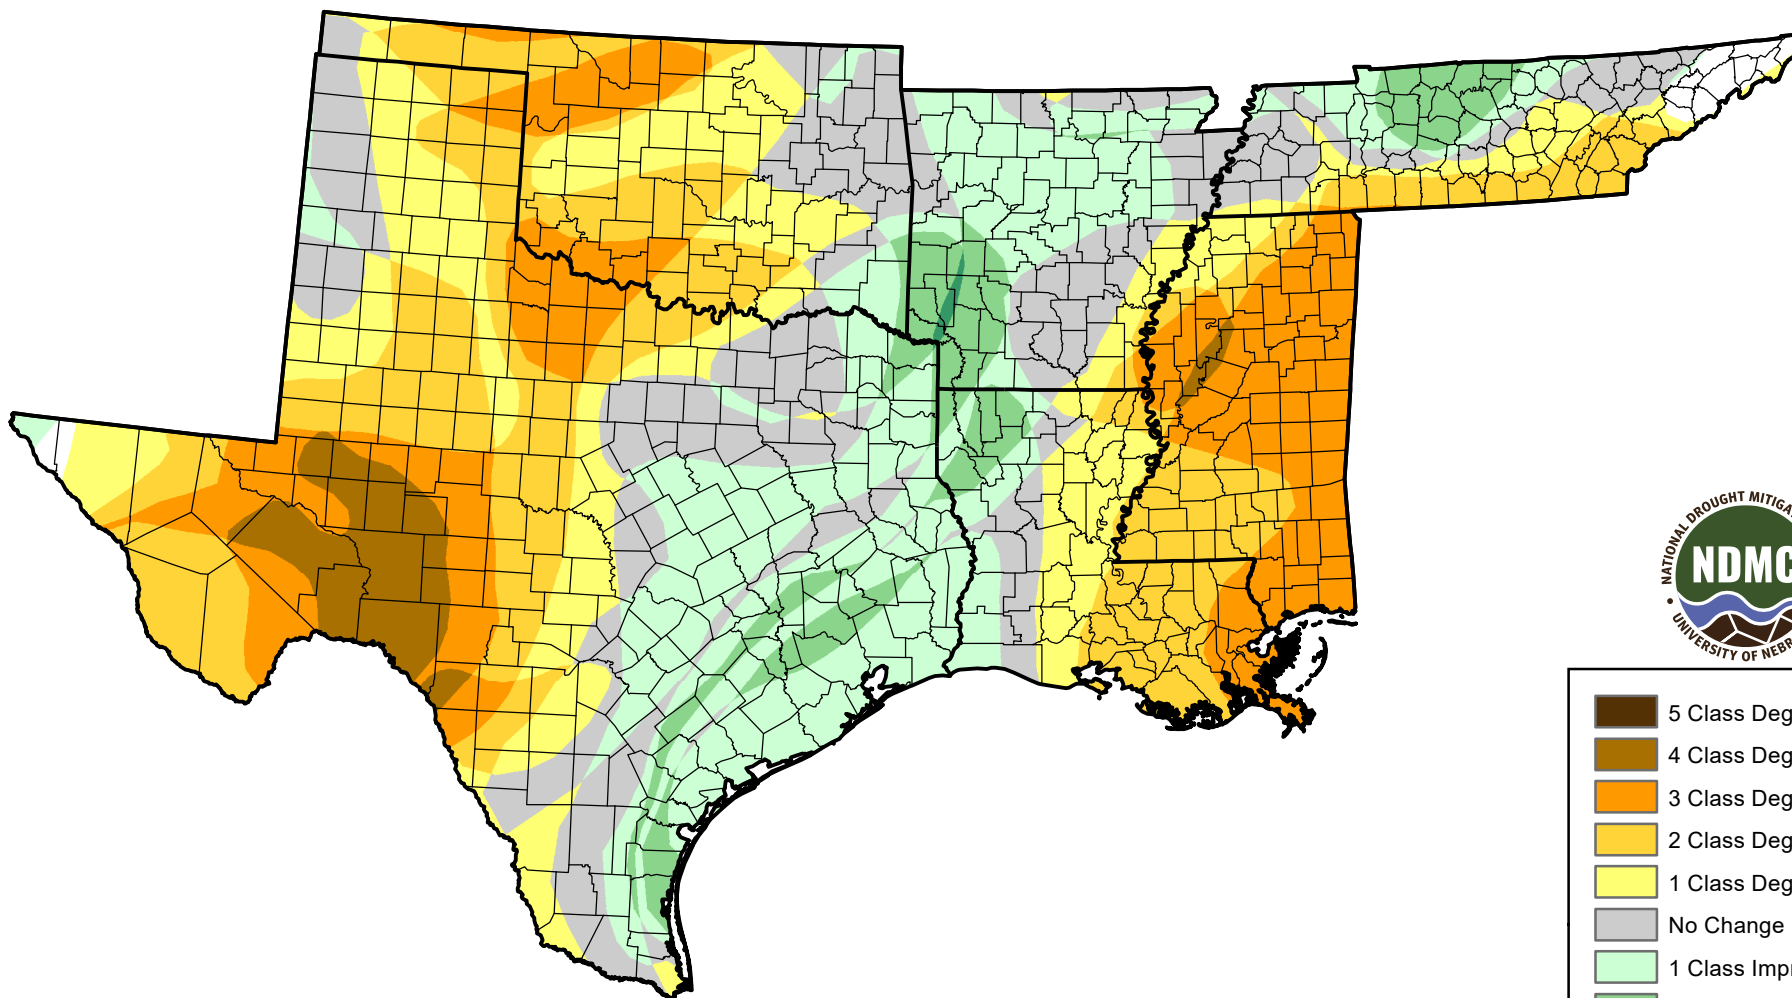 NATIONAL DROUGHT MITIGA
NDMC
UNIVERSITY OF NEBR
5 Class Deg
4 Class Deg
3 Class Deg
2 Class Deg
1 Class Deg
No Change
1 Class Impr